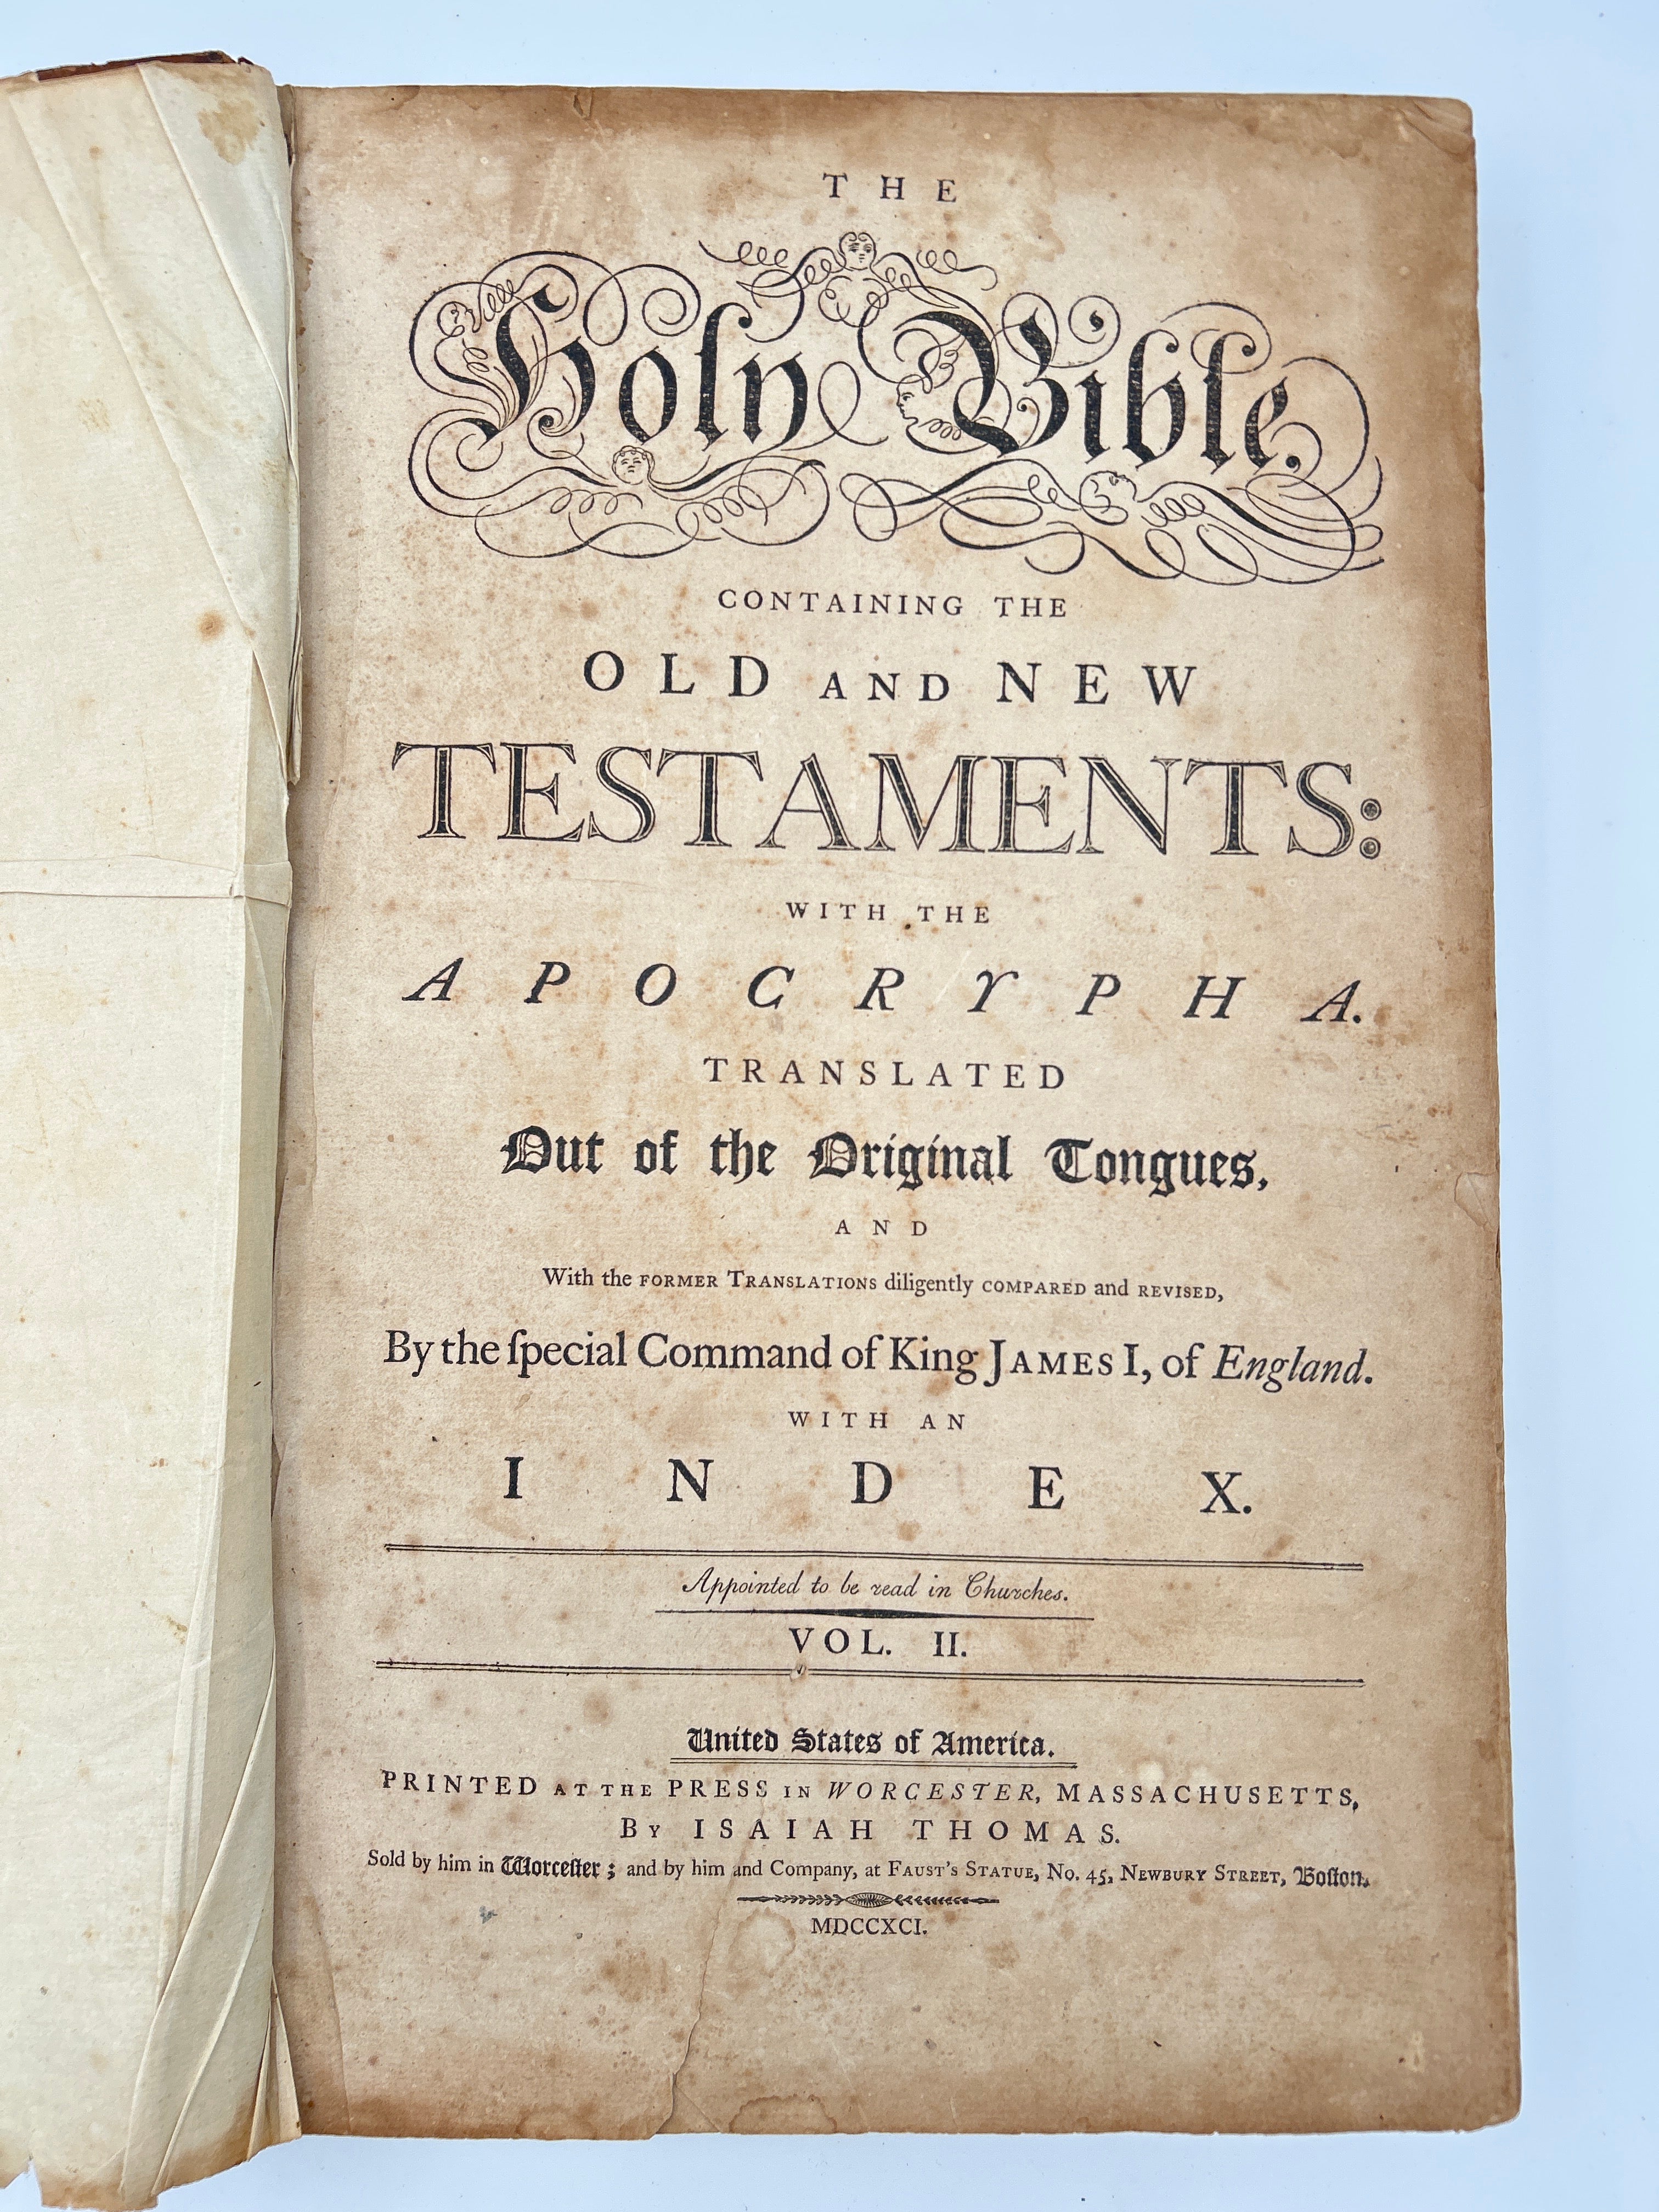 THE
Holy Bible.
CONTAINING THE
OLD AND NEW
TESTAMENTS:
WITH THE
APOCRYPHA.
TRANSLATED
Out of the Original Tongues,
AND
With the FORMER TRANSLATIONS diligently COMPARED and REVISED,
By the ſpecial Command of King JAMES I, of England.
WITH AN
INDEX.
Appointed to be read in Churches.
VOL. II.
United States of America.
PRINTED AT THE PRESS IN WORCESTER, MASSACHUSETTS,
BY ISAIAH THOMAS.
Sold by him in Worceſter; and by him and Company, at FAUST'S STATUE, No. 45, NEWBURY STREET, Boſton.
MDCCXCI.